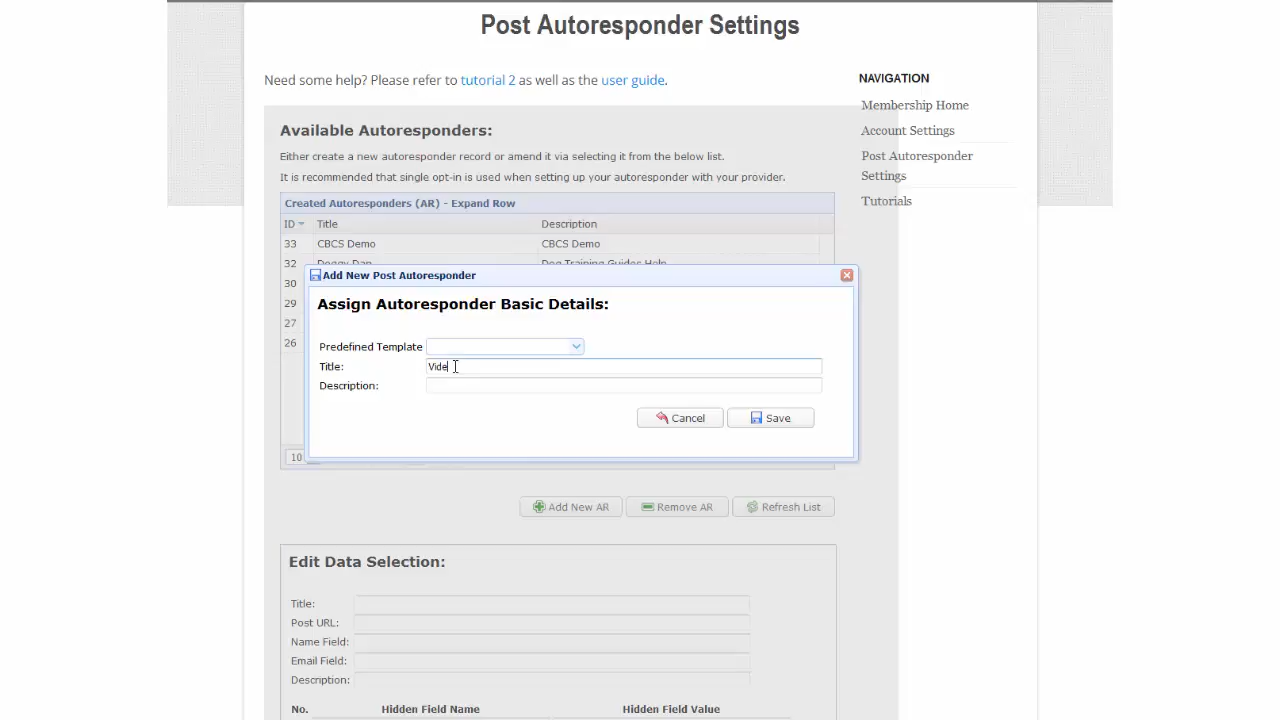 Post Autoresponder Settings
Need some help? Please refer to tutorial 2 as well as the user guide.
NAVIGATION
Membership Home
Account Settings
Post Autoresponder
Settings
Tutorials
Available Autoresponders:
Either create a new autoresponder record or amend it via selecting it from the below list.
It is recommended that single opt-in is used when setting up your autoresponder with your provider.
Created Autoresponders (AR) - Expand Row
ID Title Description
33 CBCS Demo CBCS Demo
32 Doggy Dan Dog Training Guides Help
30
29
27
26
Add New Post Autoresponder
Assign Autoresponder Basic Details:
Predefined Template
Title: Vide
Description:
Cancel Save
10
Add New AR Remove AR Refresh List
Edit Data Selection:
Title:
Post URL:
Name Field:
Email Field:
Description:
No. Hidden Field Name Hidden Field Value